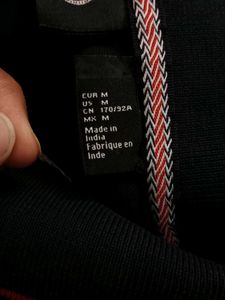 EUR M
US M
CN 170/92A
MX M
Made in
India
Fabriqué en
Inde